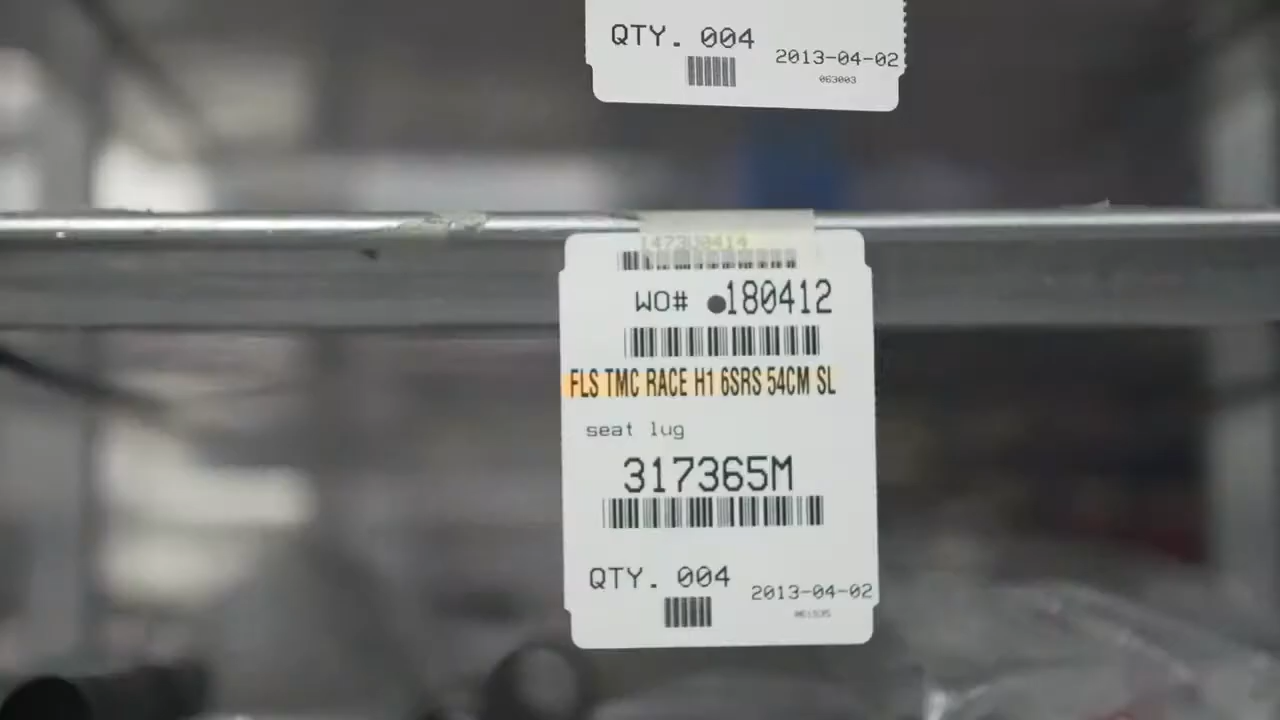 QTY. 004
2013-04-02
063003
WO# 180412
FLS TMC RACE H1 6SRS 54CM SL
seat lug
317365M
QTY. 004
2013-04-02